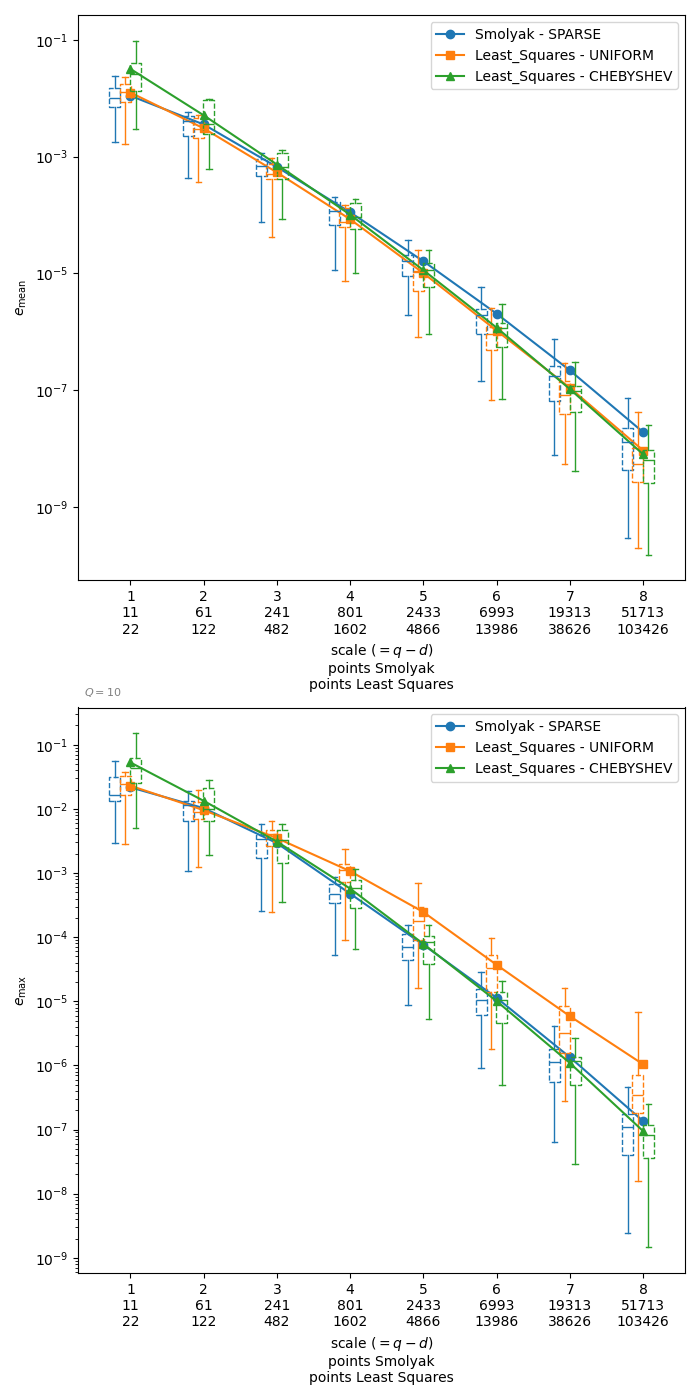 Smolyak - SPARSE
Least_Squares - UNIFORM
Least_Squares - CHEBYSHEV
10⁻¹
10⁻³
10⁻⁵
10⁻⁷
10⁻⁹
e_mean
1 2 3 4 5 6 7 8
11 61 241 801 2433 6993 19313 51713
22 122 482 1602 4866 13986 38626 103426
scale (= q − d)
points Smolyak
points Least Squares
Q = 10
Smolyak - SPARSE
Least_Squares - UNIFORM
Least_Squares - CHEBYSHEV
10⁻¹
10⁻²
10⁻³
10⁻⁴
10⁻⁵
10⁻⁶
10⁻⁷
10⁻⁸
10⁻⁹
e_max
1 2 3 4 5 6 7 8
11 61 241 801 2433 6993 19313 51713
22 122 482 1602 4866 13986 38626 103426
scale (= q − d)
points Smolyak
points Least Squares